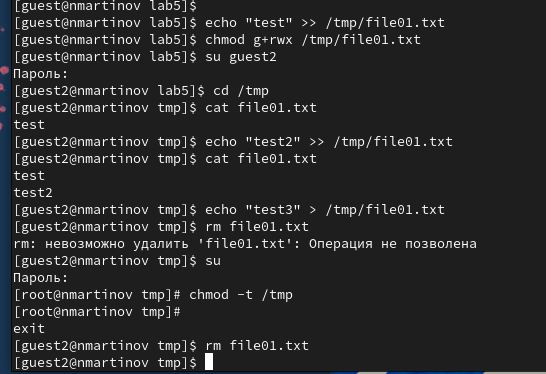 [guest@nmartinov lab5]$
[guest@nmartinov lab5]$ echo "test" >> /tmp/file01.txt
[guest@nmartinov lab5]$ chmod g+rwx /tmp/file01.txt
[guest@nmartinov lab5]$ su guest2
Пароль:
[guest2@nmartinov lab5]$ cd /tmp
[guest2@nmartinov tmp]$ cat file01.txt
test
[guest2@nmartinov tmp]$ echo "test2" >> /tmp/file01.txt
[guest2@nmartinov tmp]$ cat file01.txt
test
test2
[guest2@nmartinov tmp]$ echo "test3" > /tmp/file01.txt
[guest2@nmartinov tmp]$ rm file01.txt
rm: невозможно удалить 'file01.txt': Операция не позволена
[guest2@nmartinov tmp]$ su
Пароль:
[root@nmartinov tmp]# chmod -t /tmp
[root@nmartinov tmp]#
exit
[guest2@nmartinov tmp]$ rm file01.txt
[guest2@nmartinov tmp]$